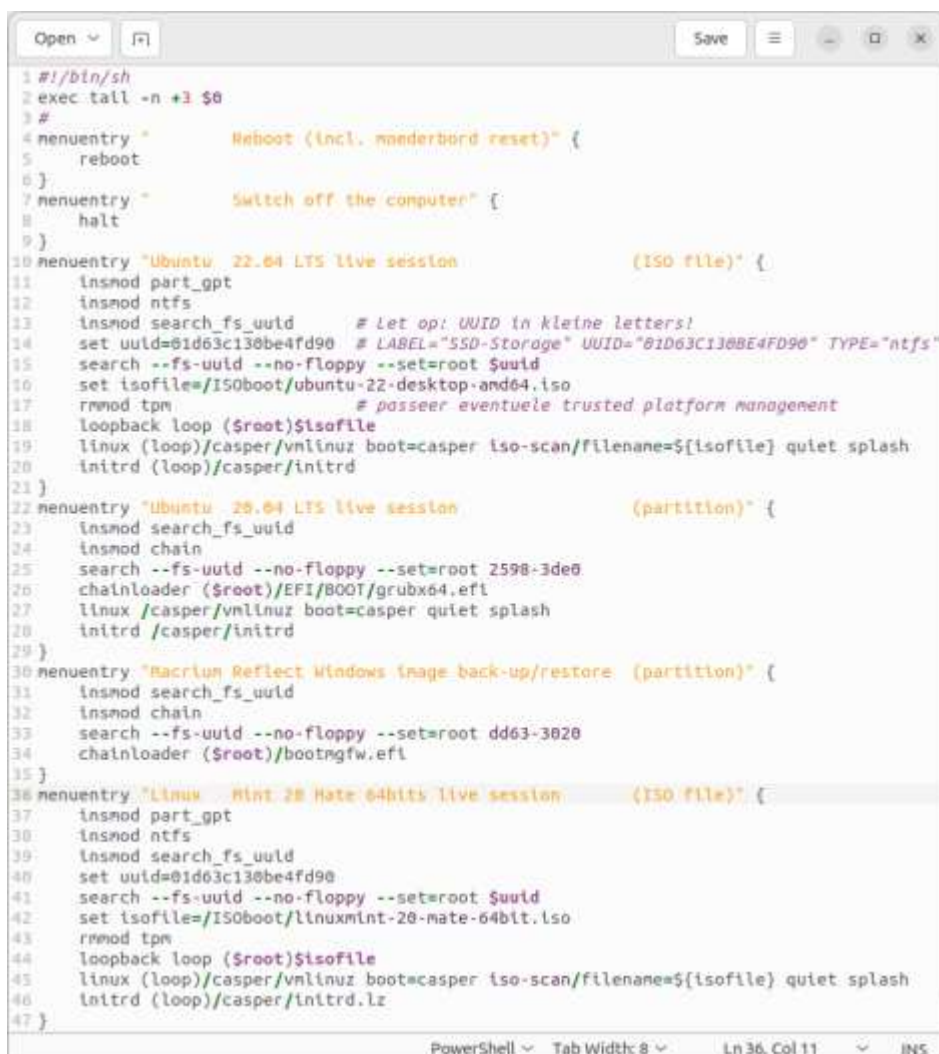 Open
Save
1 #!/bin/sh
2 exec tail -n +3 $0
3 #
4 menuentry "        Reboot (incl. moederbord reset)" {
5     reboot
6 }
7 menuentry "        Switch off the computer" {
8     halt
9 }
10 menuentry "Ubuntu  22.04 LTS live session                 (ISO file)" {
11     insmod part_gpt
12     insmod ntfs
13     insmod search_fs_uuid     # Let op: UUID in kleine letters!
14     set uuid=01d63c130be4fd90  # LABEL="SSD-Storage" UUID="01D63C130BE4FD90" TYPE="ntfs"
15     search --fs-uuid --no-floppy --set=root $uuid
16     set isofile=/ISOboot/ubuntu-22-desktop-amd64.iso
17     rmmod tpm                 # passeer eventuele trusted platform management
18     loopback loop ($root)$isofile
19     linux (loop)/casper/vmlinuz boot=casper iso-scan/filename=${isofile} quiet splash
20     initrd (loop)/casper/initrd
21 }
22 menuentry "Ubuntu  20.04 LTS live session                 (partition)" {
23     insmod search_fs_uuid
24     insmod chain
25     search --fs-uuid --no-floppy --set=root 2598-3de0
26     chainloader ($root)/EFI/BOOT/grubx64.efi
27     linux /casper/vmlinuz boot=casper quiet splash
28     initrd /casper/initrd
29 }
30 menuentry "Macrium Reflect Windows image back-up/restore  (partition)" {
31     insmod search_fs_uuid
32     insmod chain
33     search --fs-uuid --no-floppy --set=root dd63-3020
34     chainloader ($root)/bootmgfw.efi
35 }
36 menuentry "Linux   Mint 20 Mate 64bits live session       (ISO file)" {
37     insmod part_gpt
38     insmod ntfs
39     insmod search_fs_uuid
40     set uuid=01d63c130be4fd90
41     search --fs-uuid --no-floppy --set=root $uuid
42     set isofile=/ISOboot/linuxmint-20-mate-64bit.iso
43     rmmod tpm
44     loopback loop ($root)$isofile
45     linux (loop)/casper/vmlinuz boot=casper iso-scan/filename=${isofile} quiet splash
46     initrd (loop)/casper/initrd.lz
47 }
PowerShell  Tab Width: 8  Ln 36, Col 11  INS